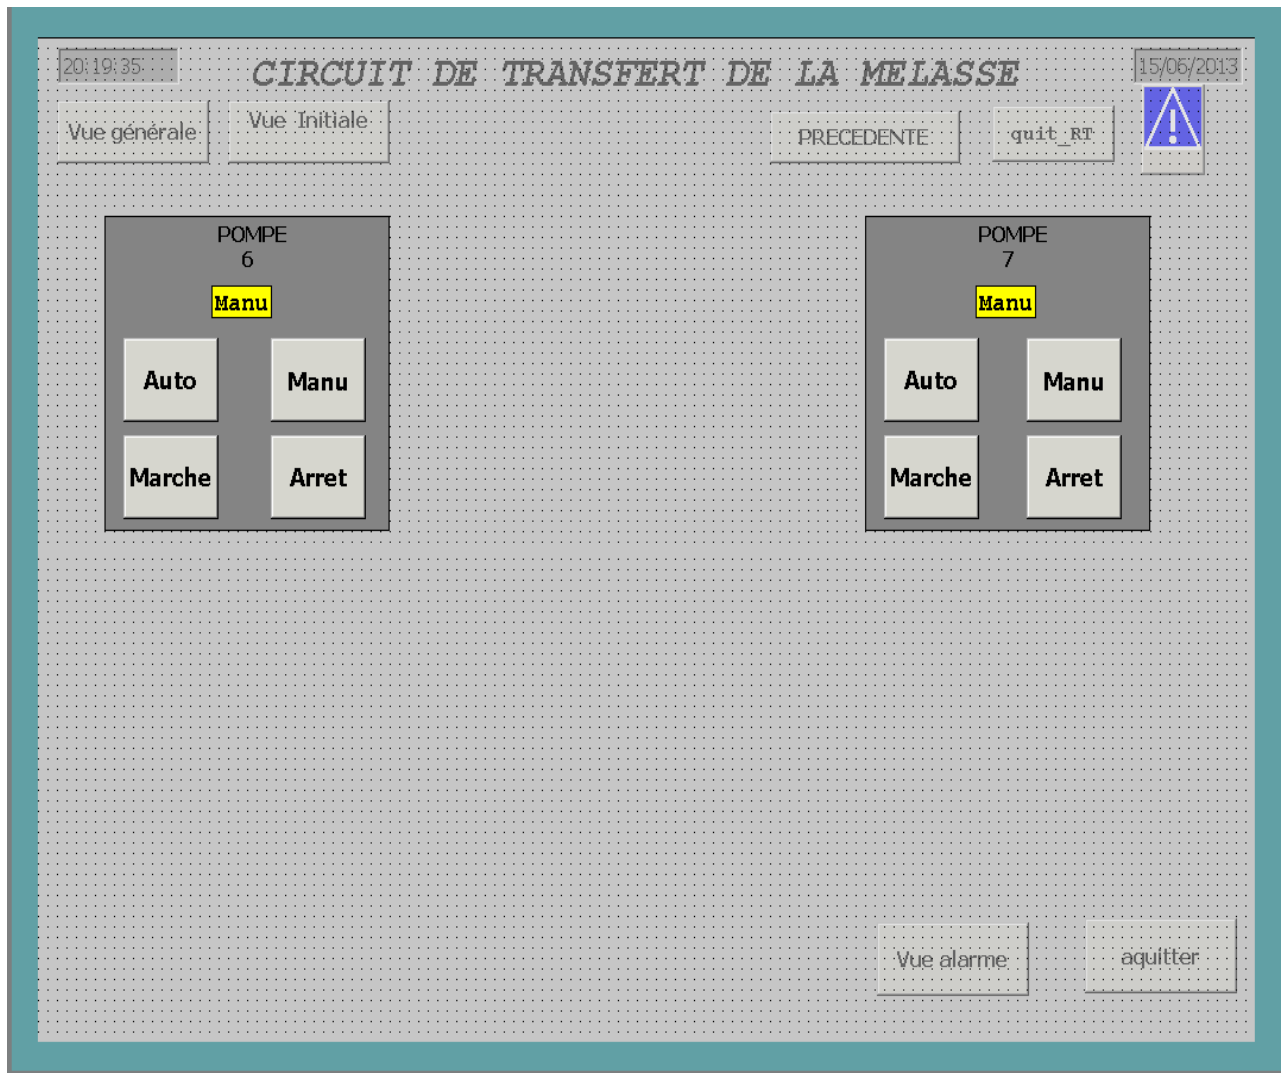 20:19:35
CIRCUIT DE TRANSFERT DE LA MELASSE
15/06/2013
Vue générale
Vue Initiale
PRECEDENTE
quit_RT
POMPE
6
Manu
Auto
Manu
Marche
Arret
POMPE
7
Manu
Auto
Manu
Marche
Arret
Vue alarme
aquitter